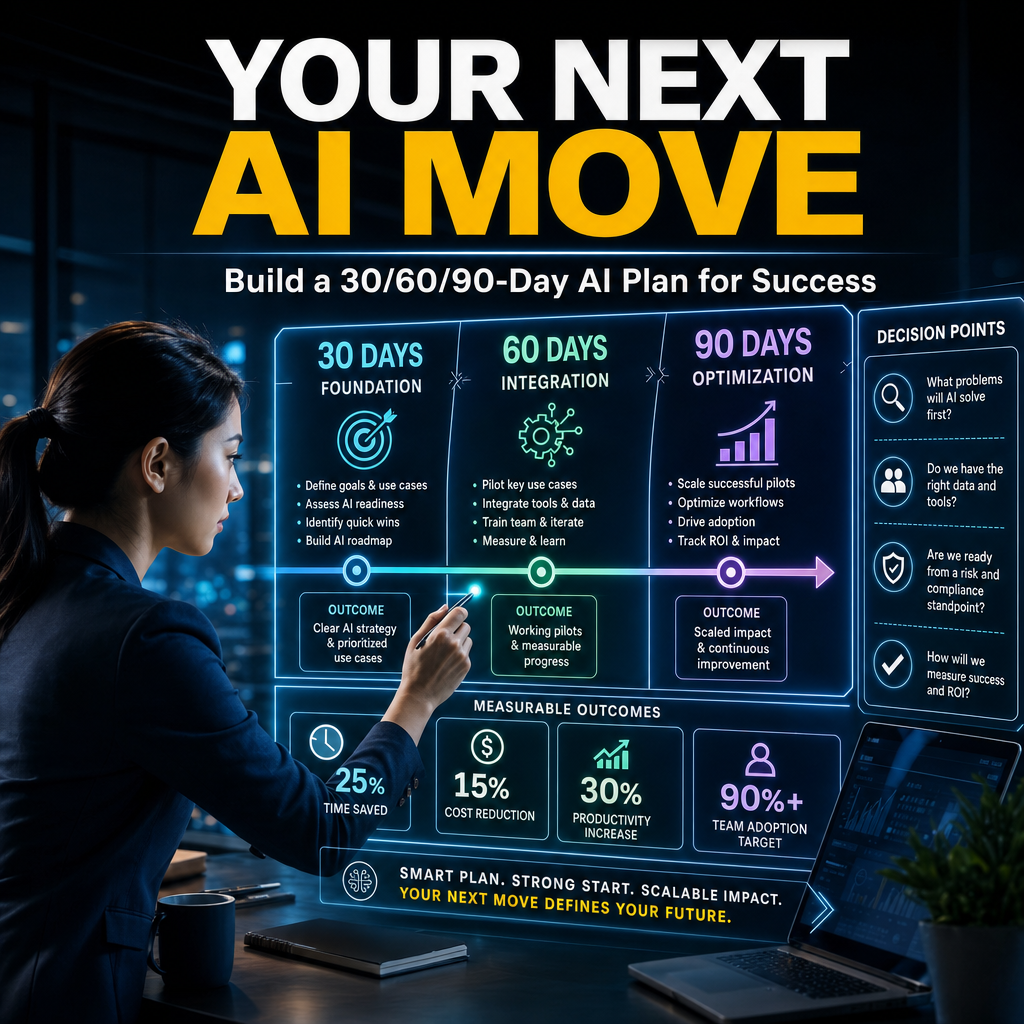 YOUR NEXT
AI MOVE
Build a 30/60/90-Day AI Plan for Success
30 DAYS
FOUNDATION
• Define goals & use cases
• Assess AI readiness
• Identify quick wins
• Build AI roadmap
OUTCOME
Clear AI strategy
& prioritized
use cases
60 DAYS
INTEGRATION
• Pilot key use cases
• Integrate tools & data
• Train team & iterate
• Measure & learn
OUTCOME
Working pilots
& measurable
progress
90 DAYS
OPTIMIZATION
• Scale successful pilots
• Optimize workflows
• Drive adoption
• Track ROI & impact
OUTCOME
Scaled impact
& continuous
improvement
DECISION POINTS
What problems
will AI solve
first?
Do we have the
right data and
tools?
Are we ready
from a risk and
compliance
standpoint?
How will we
measure success
and ROI?
MEASURABLE OUTCOMES
25%
TIME SAVED
$
15%
COST REDUCTION
30%
PRODUCTIVITY
INCREASE
90%+
TEAM ADOPTION
TARGET
SMART PLAN. STRONG START. SCALABLE IMPACT.
YOUR NEXT MOVE DEFINES YOUR FUTURE.